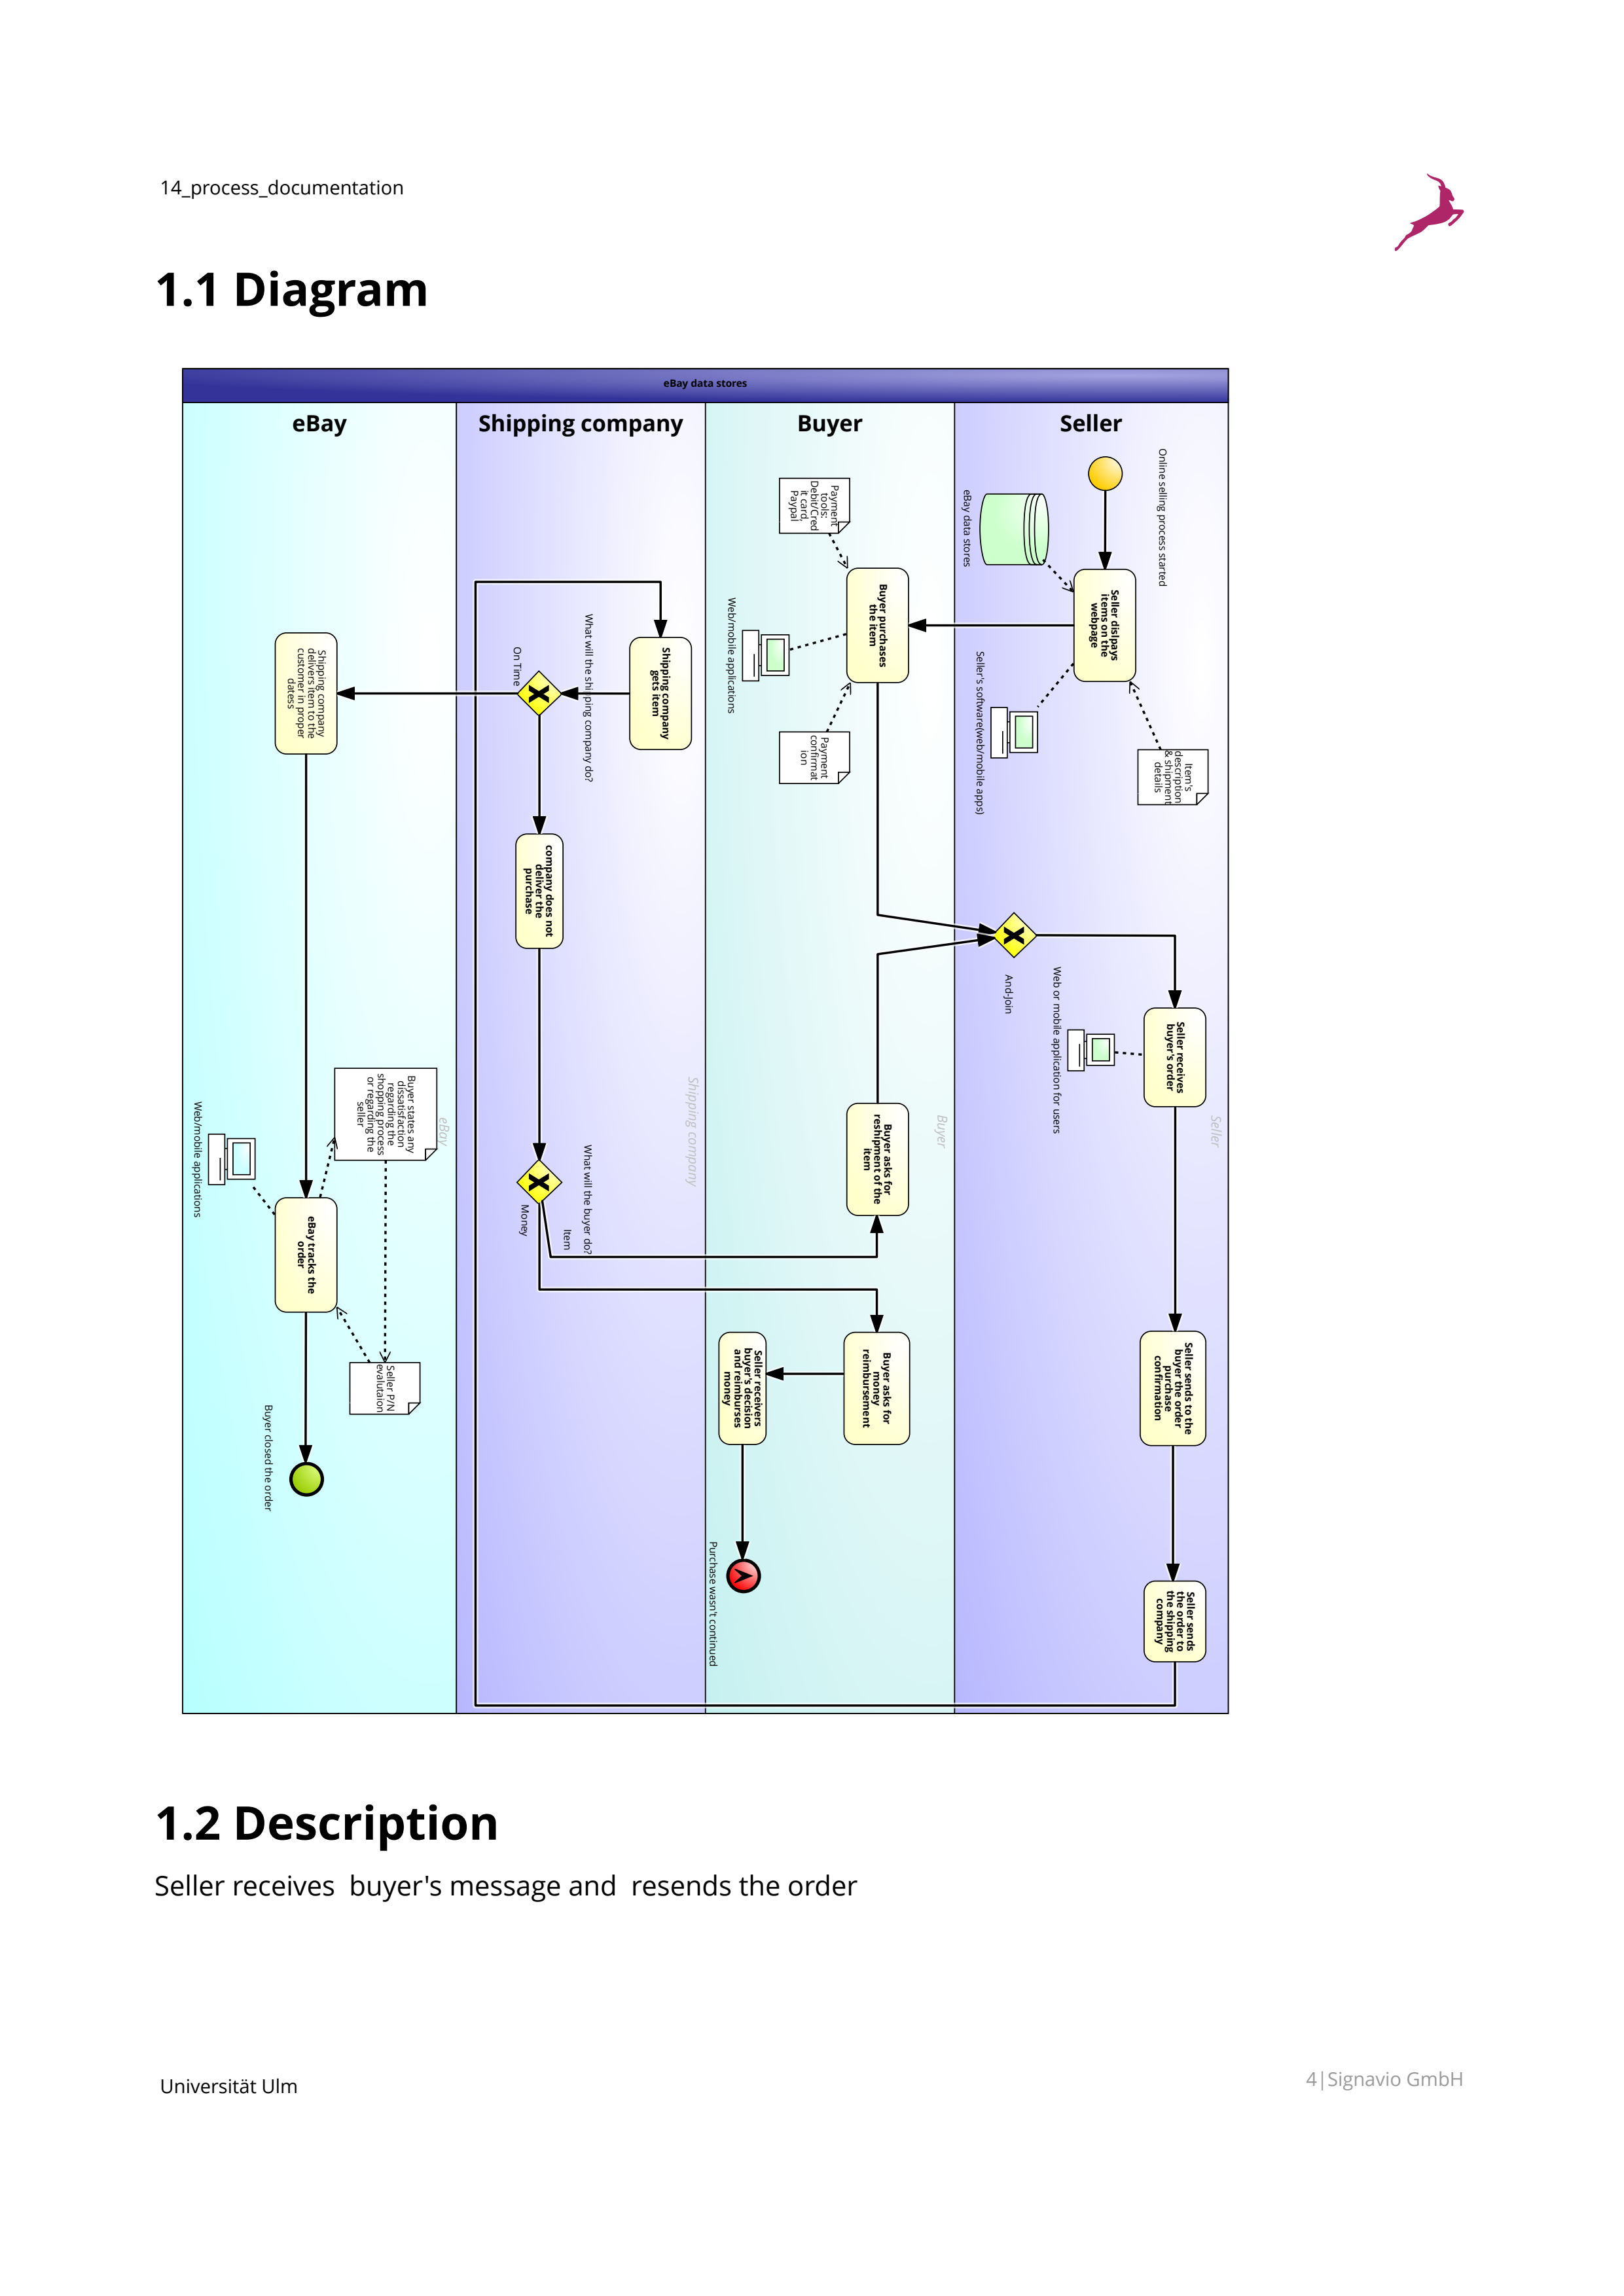 14_process_documentation
1.1 Diagram
eBay data stores
eBay
Shipping company
Buyer
Seller
Online selling process started
eBay data stores
Seller dislpays
items on the
webpage
Seller's software(web/mobile apps)
Item's
description
& shipment
details
Payment
tools:
Debit/Cred
it card,
Paypal
Buyer purchases
the item
Web/mobile applications
Payment
confirmat
ion
And-Join
Web or mobile application for users
Seller receives
buyer's order
Seller
Seller sends to the
buyer the order
purchase
confirmation
Seller sends
the order to
the shipping
company
Buyer
Buyer asks for
reshipment of the
item
Buyer asks for
money
reimbursement
Seller receivers
buyer's decision
and reimburses
money
Purchase wasn't continued
Shipping company
gets item
What will the shipping company do?
On Time
company does not
deliver the
purchase
Shipping company
What will the buyer do?
Item
Money
Shipping company
delivers item to the
customer in proper
datess
eBay
Buyer states any
dissatisfaction
regarding the
shopping process
or regarding the
seller
Web/mobile applications
eBay tracks the
order
Seller P/N
evalutaion
Buyer closed the order
1.2 Description
Seller receives  buyer's message and  resends the order
Universität Ulm
4|Signavio GmbH